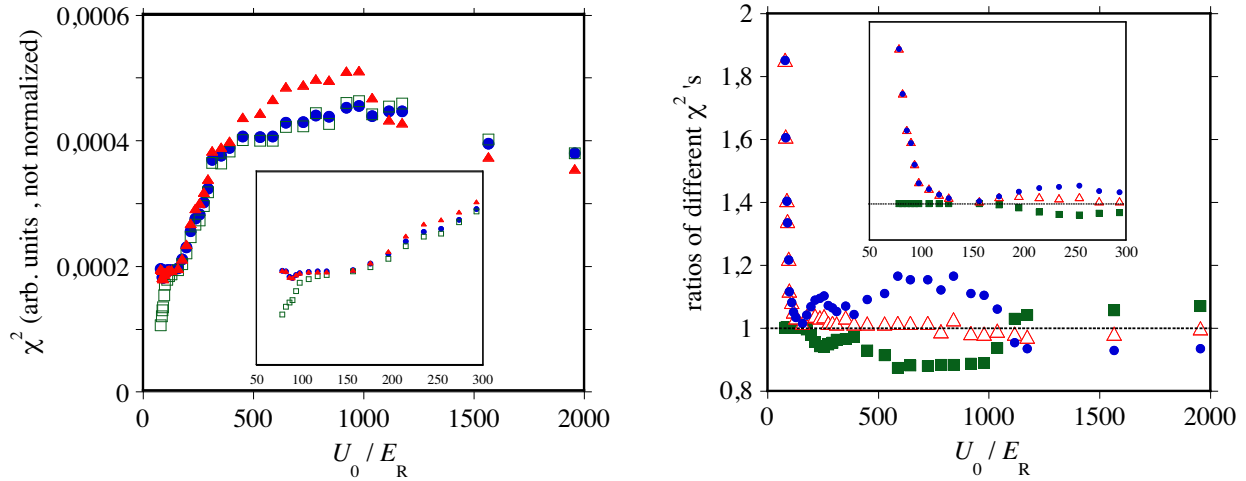 0,0006
0,0004
0,0002
0
χ² (arb. units , not normalized)
50 100 150 200 250 300
0 500 1000 1500 2000
U₀ / E_R
2
1,8
1,6
1,4
1,2
1
0,8
ratios of different χ² 's
50 100 150 200 250 300
0 500 1000 1500 2000
U₀ / E_R